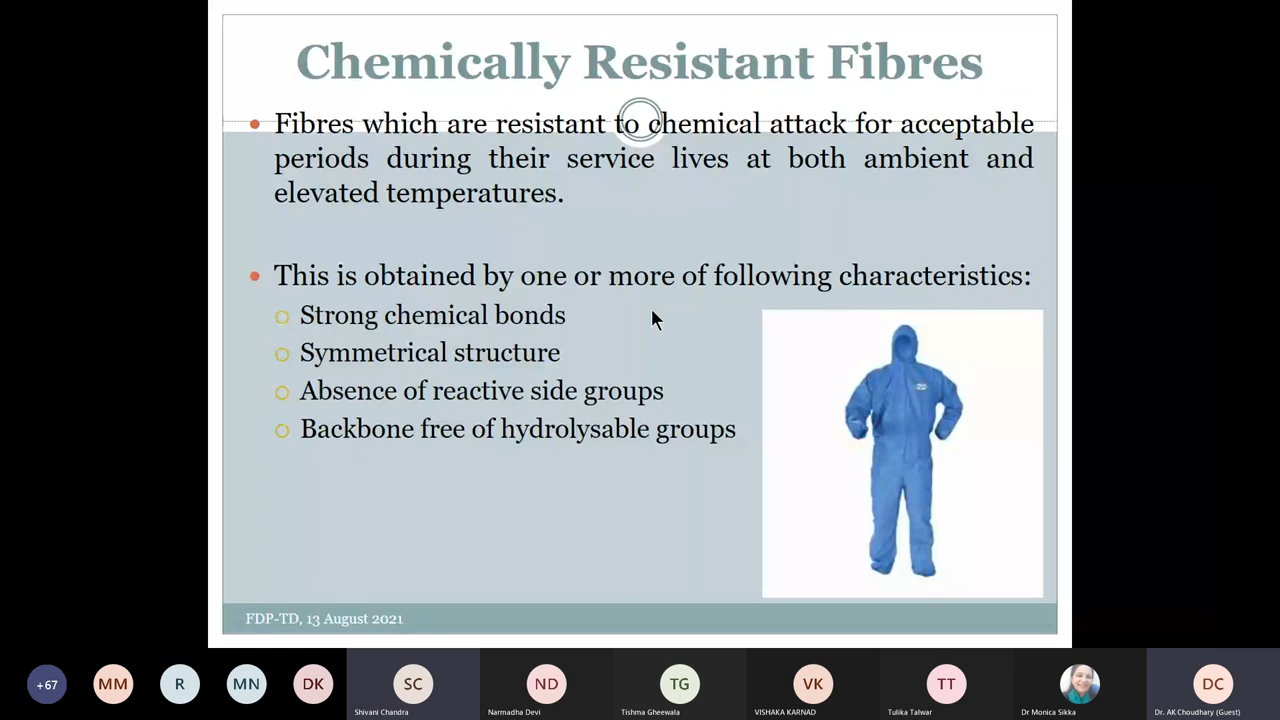 Chemically Resistant Fibres
Fibres which are resistant to chemical attack for acceptable
periods during their service lives at both ambient and
elevated temperatures.
This is obtained by one or more of following characteristics:
Strong chemical bonds
Symmetrical structure
Absence of reactive side groups
Backbone free of hydrolysable groups
FDP-TD, 13 August 2021
+67
MM
R
MN
DK
SC
ND
TG
VK
TT
DC
Shivani Chandra
Narmadha Devi
Tishma Gheewala
VISHAKA KARNAD
Tulika Talwar
Dr Monica Sikka
Dr. AK Choudhary (Guest)